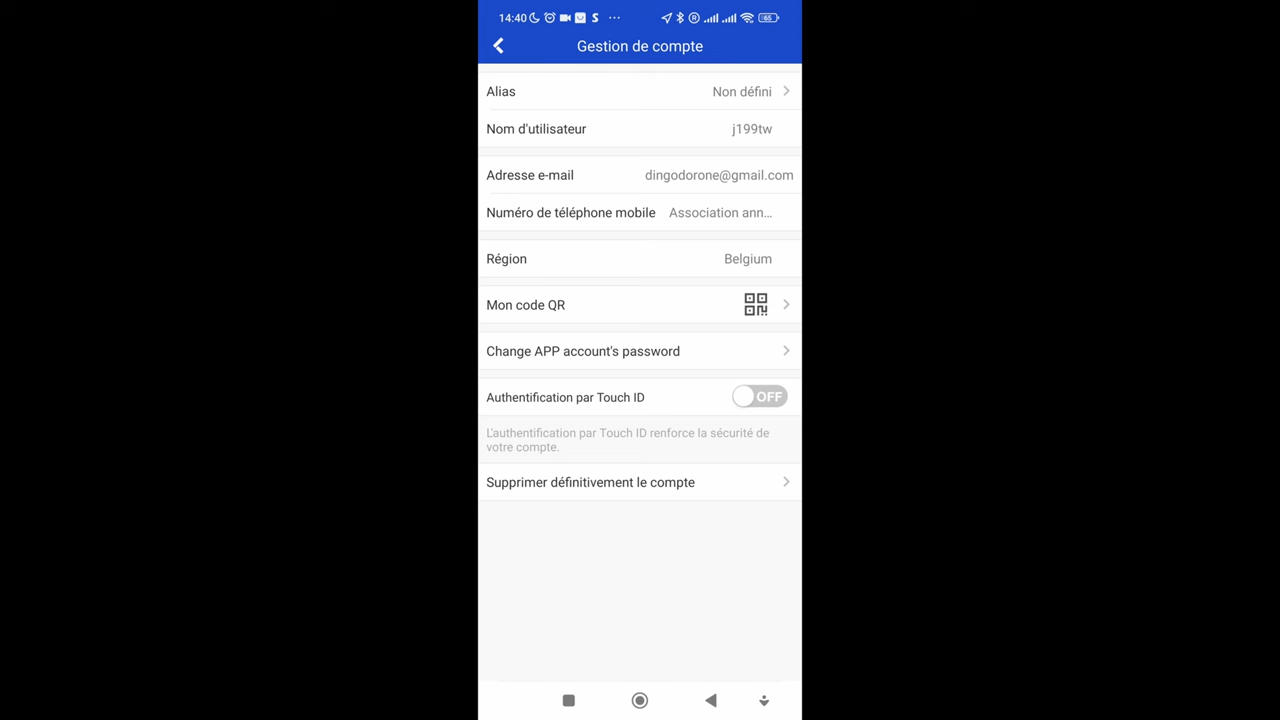 14:40 S ...
65
Gestion de compte
Alias Non défini
Nom d'utilisateur j199tw
Adresse e-mail dingodorone@gmail.com
Numéro de téléphone mobile Association ann...
Région Belgium
Mon code QR
Change APP account's password
Authentification par Touch ID OFF
L'authentification par Touch ID renforce la sécurité de
votre compte.
Supprimer définitivement le compte